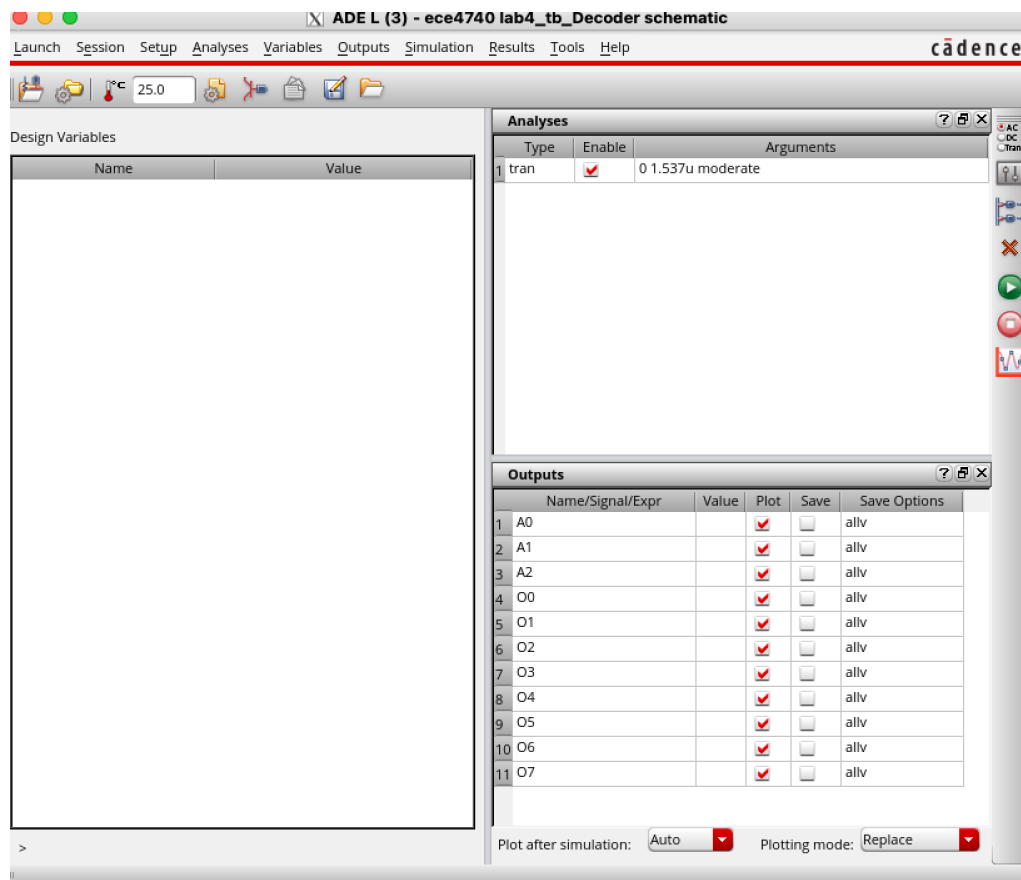 X ADE L (3) - ece4740 lab4_tb_Decoder schematic
Launch Session Setup Analyses Variables Outputs Simulation Results Tools Help cādence
°C 25.0
Design Variables
Name Value
>
Analyses ? X
Type Enable Arguments
1 tran 0 1.537u moderate
AC
DC
Tran
Outputs ? X
Name/Signal/Expr Value Plot Save Save Options
1 A0 allv
2 A1 allv
3 A2 allv
4 O0 allv
5 O1 allv
6 O2 allv
7 O3 allv
8 O4 allv
9 O5 allv
10 O6 allv
11 O7 allv
Plot after simulation: Auto Plotting mode: Replace